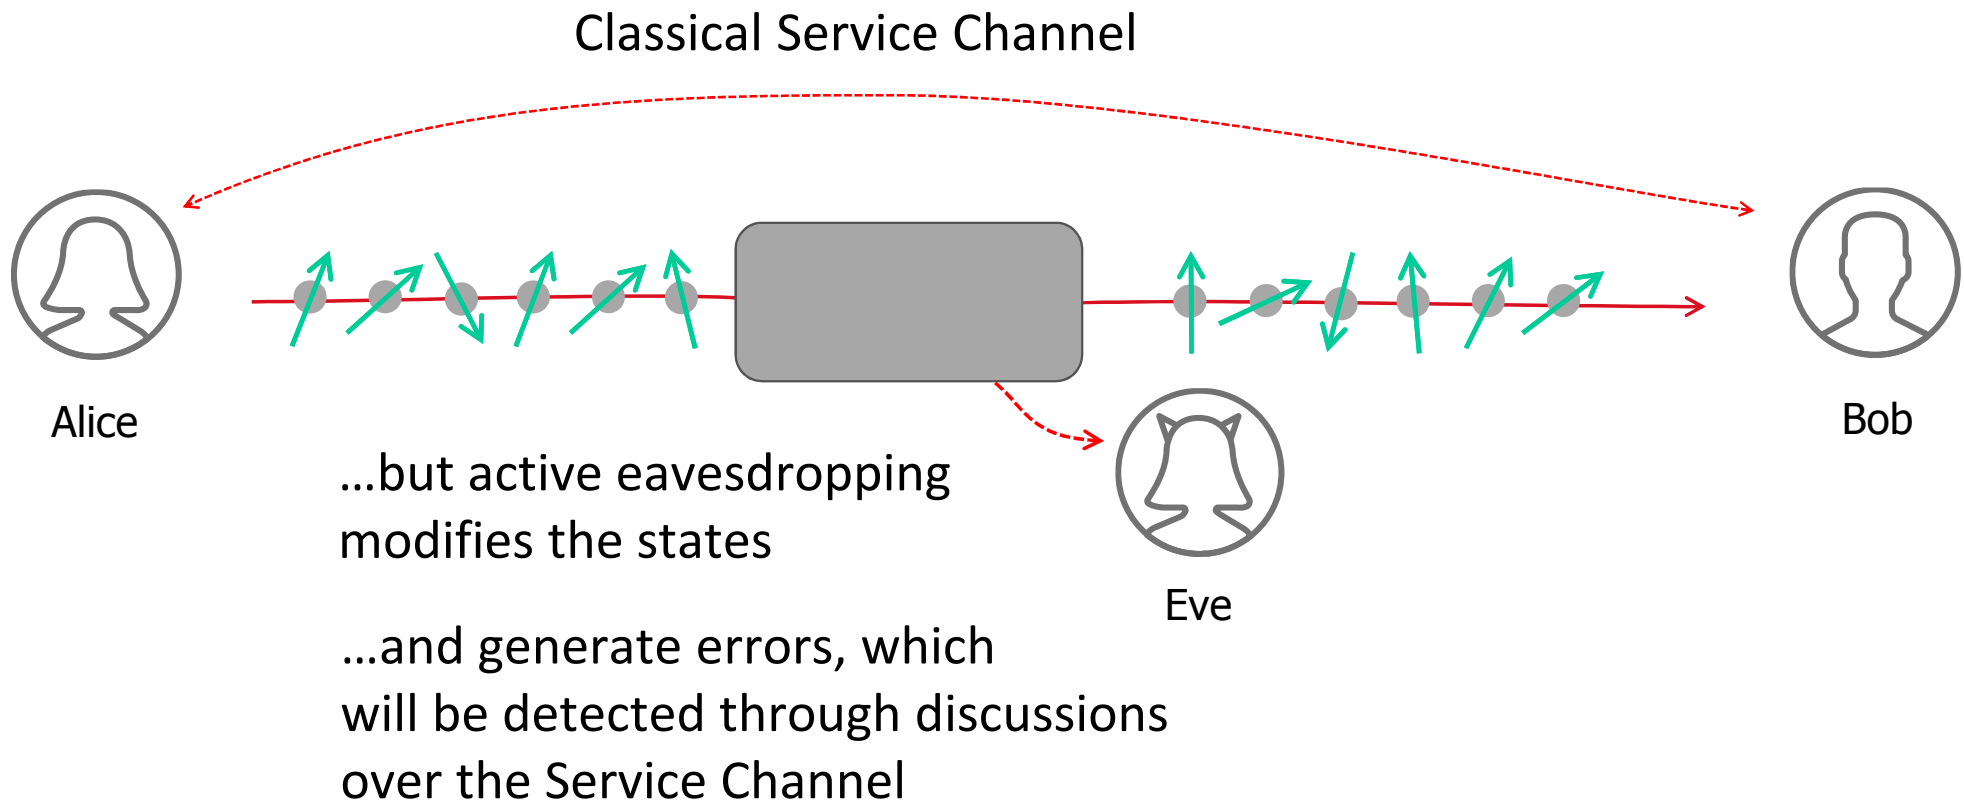 Classical Service Channel
Alice
Bob
…but active eavesdropping
modifies the states
Eve
…and generate errors, which
will be detected through discussions
over the Service Channel